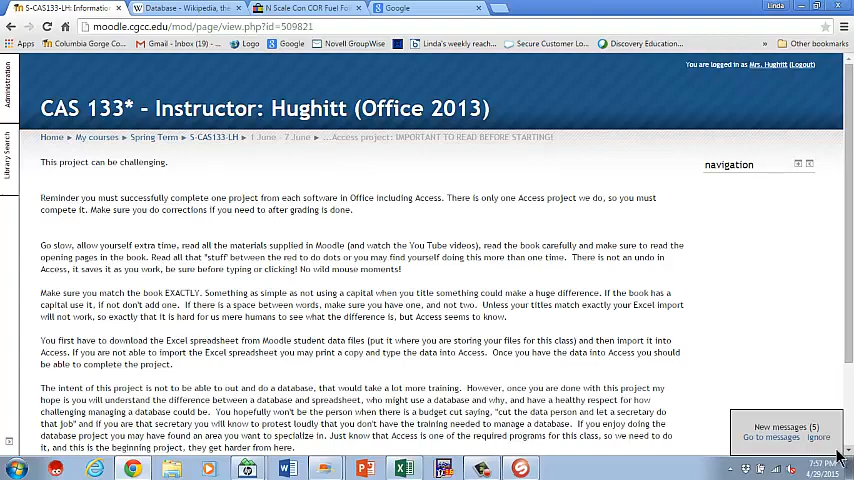 S-CAS133-LH: Informatio
Database - Wikipedia, the
N Scale Con COR Fuel Fo
Google
Linda
moodle.cgcc.edu/mod/page/view.php?id=509821
Apps
Columbia Gorge Com
Gmail - Inbox (19) -
Logo
Google Calendar
Novell GroupWise
Linda's weekly reach
Secure Customer Lo
Discovery Education
»
Other bookmarks
Administration
Library Search
You are logged in as Mrs. Hughitt (Logout)
CAS 133* - Instructor: Hughitt (Office 2013)
Home ► My courses ► Spring Term ► S-CAS133-LH ► 1 June - 7 June ► ...Access project: IMPORTANT TO READ BEFORE STARTING!
This project can be challenging.
navigation
Reminder you must successfully complete one project from each software in Office including Access. There is only one Access project we do, so you must
compete it. Make sure you do corrections if you need to after grading is done.
Go slow, allow yourself extra time, read all the materials supplied in Moodle (and watch the You Tube videos), read the book carefully and make sure to read the
opening pages in the book. Read all that "stuff' between the red to do dots or you may find yourself doing this more than one time. There is not an undo in
Access, it saves it as you work, be sure before typing or clicking! No wild mouse moments!
Make sure you match the book EXACTLY. Something as simple as not using a capital when you title something could make a huge difference. If the book has a
capital use it, if not don't add one. If there is a space between words, make sure you have one, and not two. Unless your titles match exactly your Excel import
will not work, so exactly that it is hard for us mere humans to see what the difference is, but Access seems to know.
You first have to download the Excel spreadsheet from Moodle student data files (put it where you are storing your files for this class) and then import it into
Access. If you are not able to import the Excel spreadsheet you may print a copy and type the data into Access. Once you have the data into Access you should
be able to complete the project.
The intent of this project is not to be able to out and do a database, that would take a lot more training. However, once you are done with this project my
hope is you will understand the difference between a database and spreadsheet, who might use a database and why, and have a healthy respect for how
challenging managing a database could be. You hopefully won't be the person when there is a budget cut saying, "cut the data person and let a secretary do
that job" and if you are that secretary you will know to protest loudly that you don't have the training needed to manage a database. If you enjoy doing the
database project you may have found an area you want to specialize in. Just know that Access is one of the required programs for this class, so we need to do
it, and this is the beginning project, they get harder from here.
New messages (5)
Go to messages Ignore
7:57 PM
4/29/2015